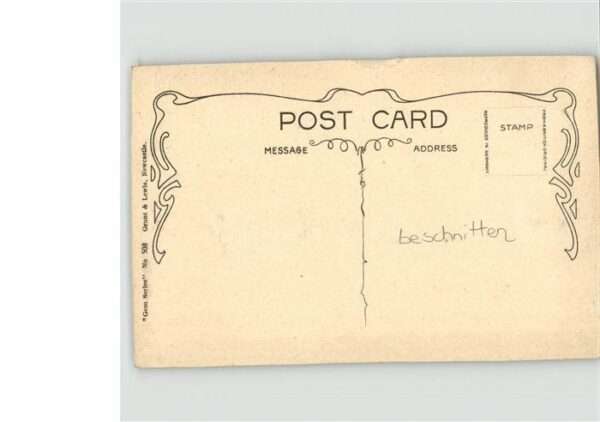 POST CARD
MESSAGE
ADDRESS
STAMP
beschnitten
"Gem Series" No 508 Grant & Lewis, Newcastle.